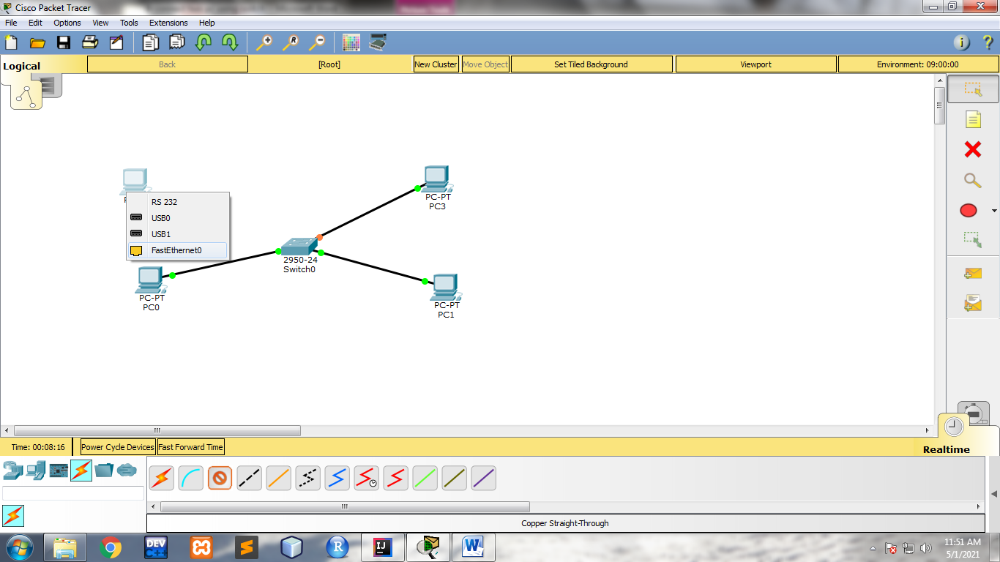 Cisco Packet Tracer
File Edit Options View Tools Extensions Help
Logical
Back
[Root]
New Cluster
Move Object
Set Tiled Background
Viewport
Environment: 09:00:00
RS 232
USB0
USB1
FastEthernet0
PC-PT
PC3
2950-24
Switch0
PC-PT
PC0
PC-PT
PC1
Time: 00:08:16
Power Cycle Devices
Fast Forward Time
Realtime
Copper Straight-Through
11:51 AM
5/1/2021